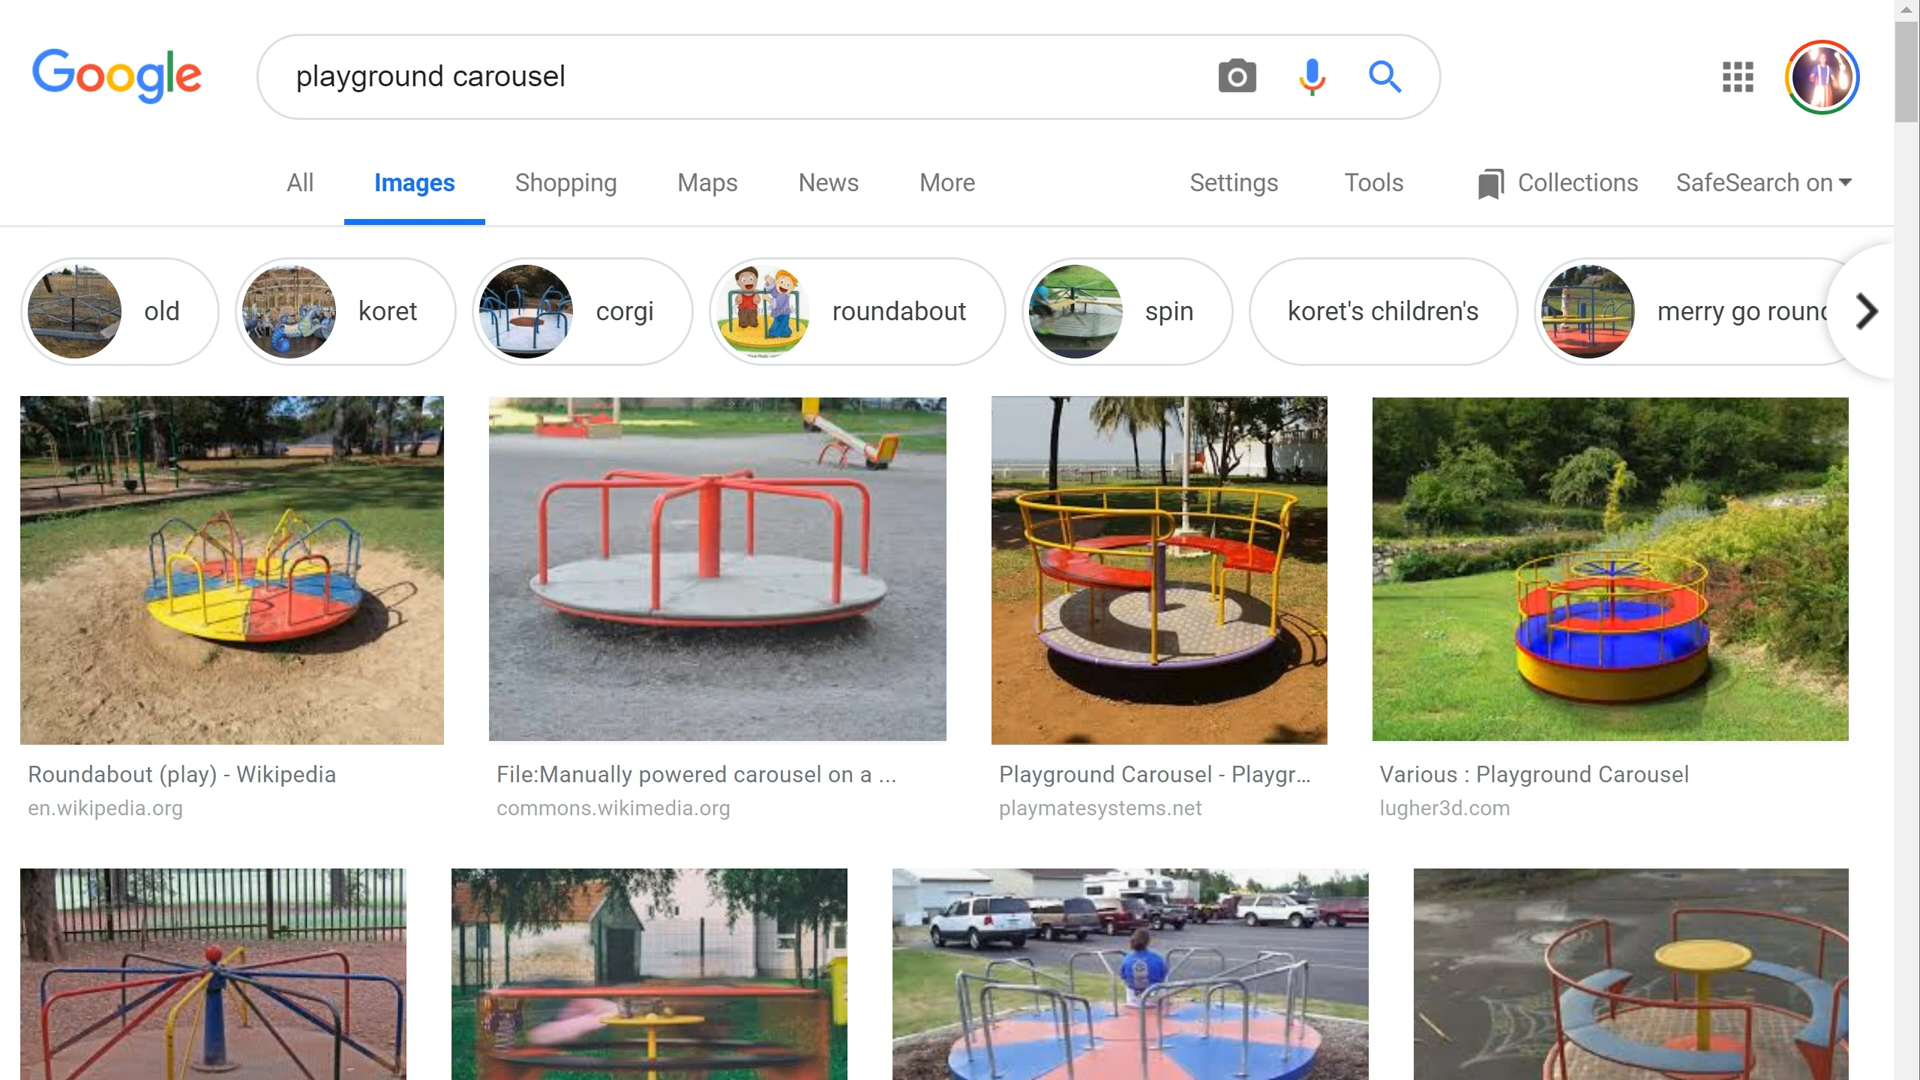 Google
playground carousel
All Images Shopping Maps News More Settings Tools Collections SafeSearch on
old koret corgi roundabout spin koret's children's merry go roun
Roundabout (play) - Wikipedia
en.wikipedia.org
File:Manually powered carousel on a ...
commons.wikimedia.org
Playground Carousel - Playgr...
playmatesystems.net
Various : Playground Carousel
lugher3d.com